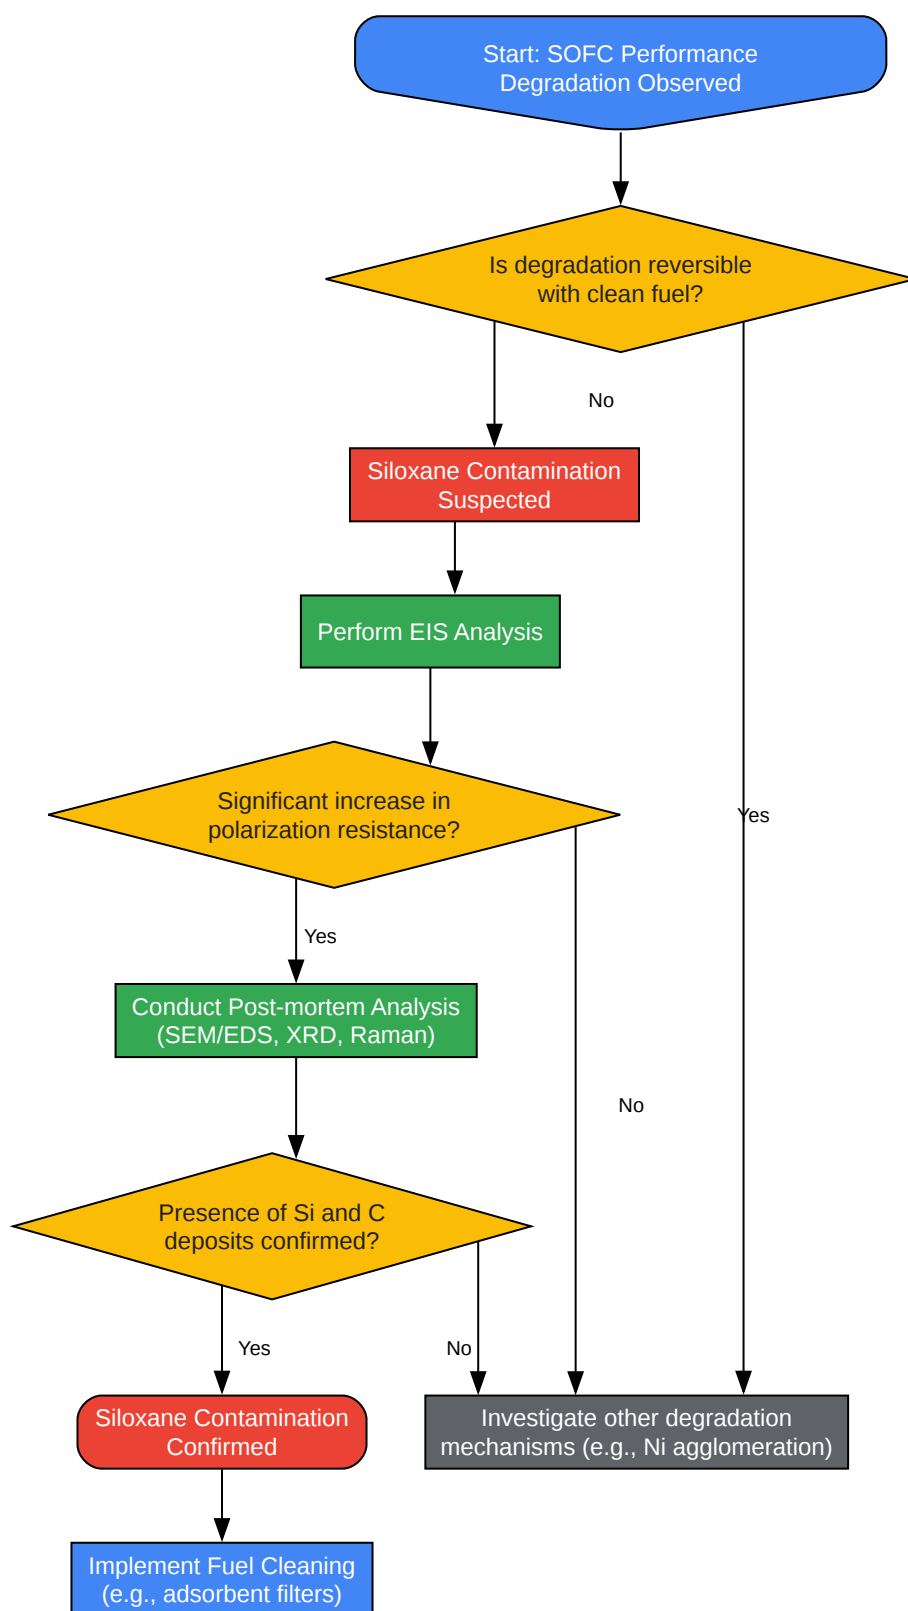 Start: SOFC Performance
Degradation Observed
Is degradation reversible
with clean fuel?
No
Siloxane Contamination
Suspected
Perform EIS Analysis
Significant increase in
polarization resistance?
Yes
Yes
Conduct Post-mortem Analysis
(SEM/EDS, XRD, Raman)
No
Presence of Si and C
deposits confirmed?
Yes
No
Siloxane Contamination
Confirmed
Investigate other degradation
mechanisms (e.g., Ni agglomeration)
Implement Fuel Cleaning
(e.g., adsorbent filters)